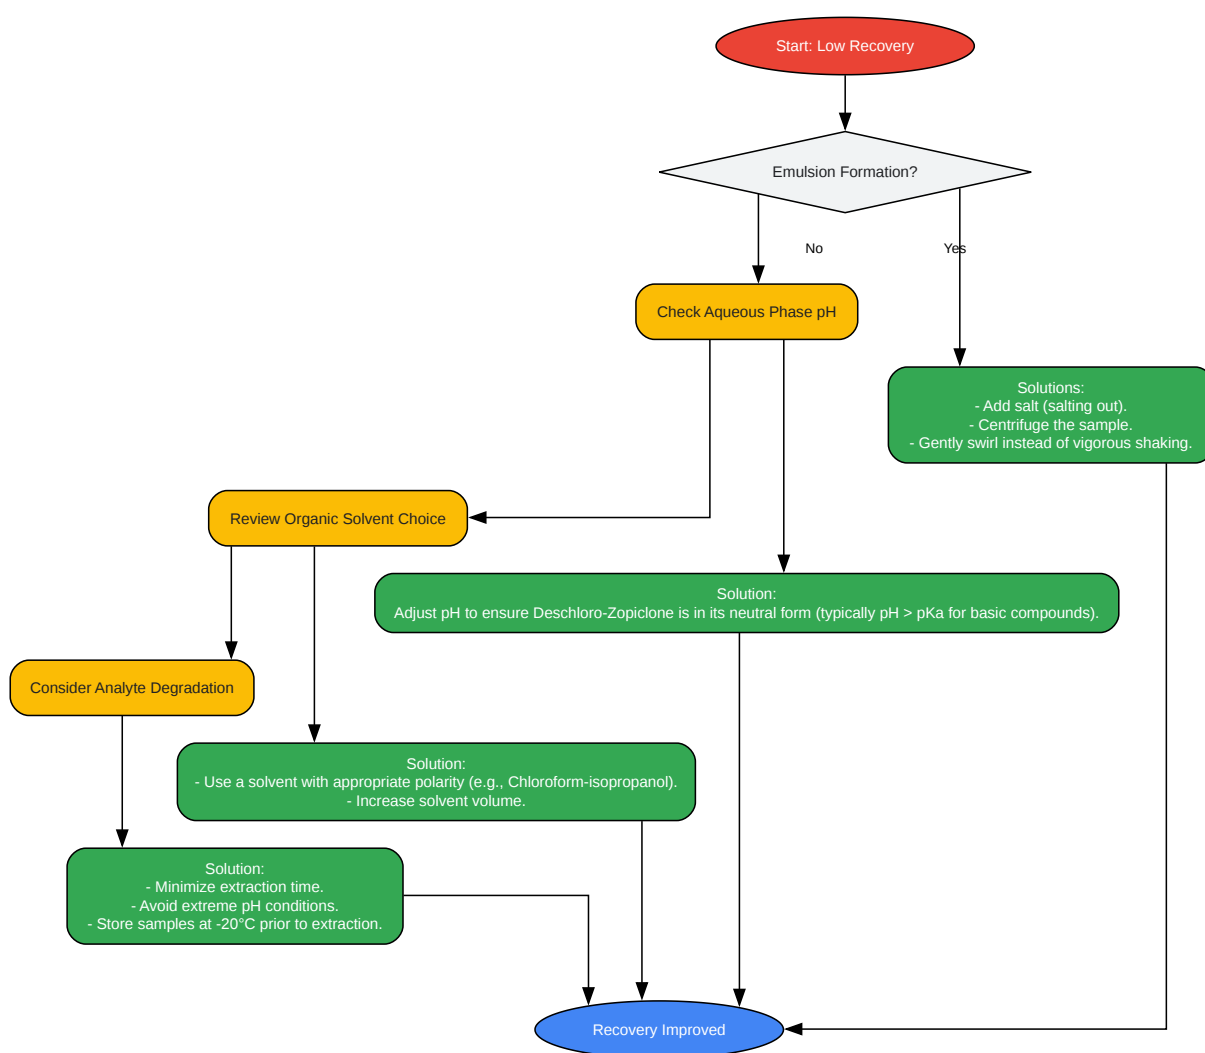 Start: Low Recovery
Emulsion Formation?
No
Yes
Check Aqueous Phase pH
Solutions:
- Add salt (salting out).
- Centrifuge the sample.
- Gently swirl instead of vigorous shaking.
Review Organic Solvent Choice
Solution:
Adjust pH to ensure Deschloro-Zopiclone is in its neutral form (typically pH > pKa for basic compounds).
Consider Analyte Degradation
Solution:
- Use a solvent with appropriate polarity (e.g., Chloroform-isopropanol).
- Increase solvent volume.
Solution:
- Minimize extraction time.
- Avoid extreme pH conditions.
- Store samples at -20°C prior to extraction.
Recovery Improved